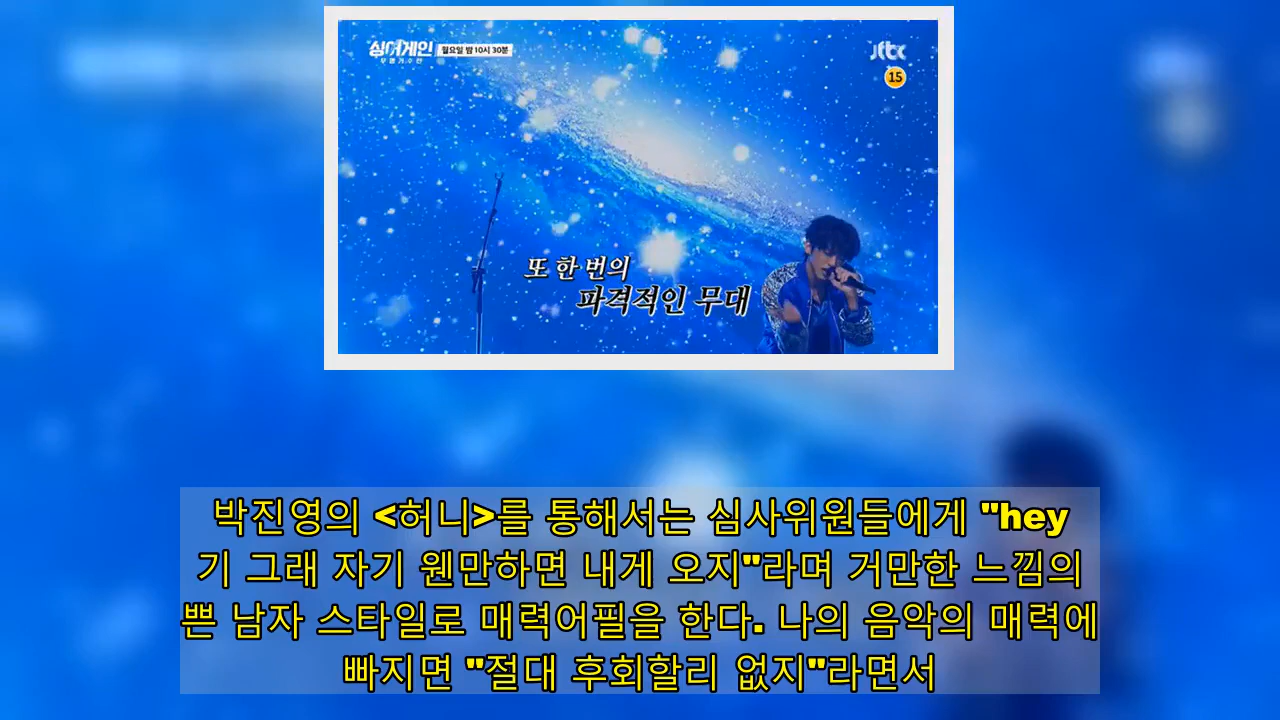 싱어게인 월요일 밤 10시 30분
무명가수전
jtbc
15
또 한 번의
파격적인 무대
박진영의 <허니>를 통해서는 심사위원들에게 "hey
기 그래 자기 웬만하면 내게 오지"라며 거만한 느낌의
쁜 남자 스타일로 매력어필을 한다. 나의 음악의 매력에
빠지면 "절대 후회할리 없지"라면서